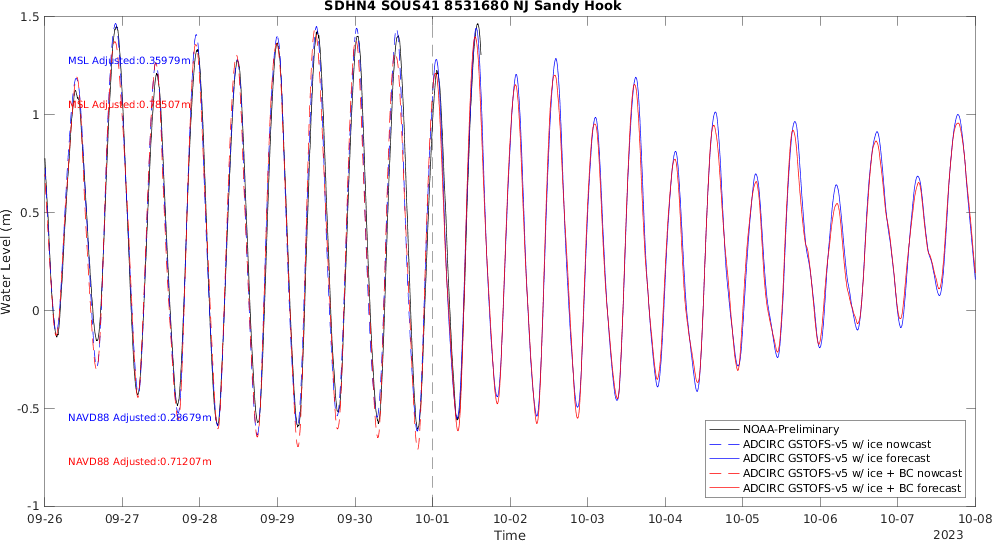 SDHN4 SOUS41 8531680 NJ Sandy Hook
1.5
1
0.5
0
-0.5
-1
Water Level (m)
MSL Adjusted:0.35979m
MSL Adjusted:0.78507m
NAVD88 Adjusted:0.28679m
NAVD88 Adjusted:0.71207m
NOAA-Preliminary
ADCIRC GSTOFS-v5 w/ ice nowcast
ADCIRC GSTOFS-v5 w/ ice forecast
ADCIRC GSTOFS-v5 w/ ice + BC nowcast
ADCIRC GSTOFS-v5 w/ ice + BC forecast
09-26 09-27 09-28 09-29 09-30 10-01 10-02 10-03 10-04 10-05 10-06 10-07 10-08
Time
2023